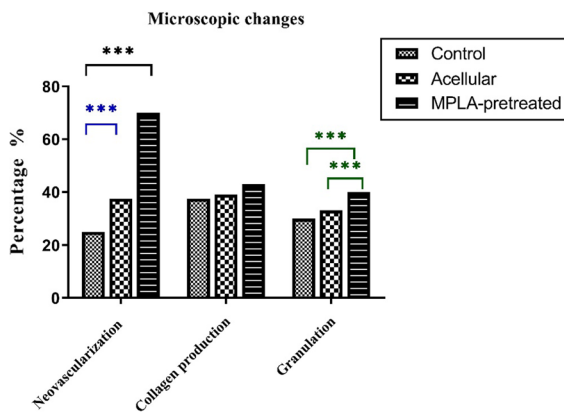 Microscopic changes
Control
Acellular
MPLA-pretreated
Percentage %
80
60
40
20
0
***
***
***
***
Neovascularization
Collagen production
Granulation